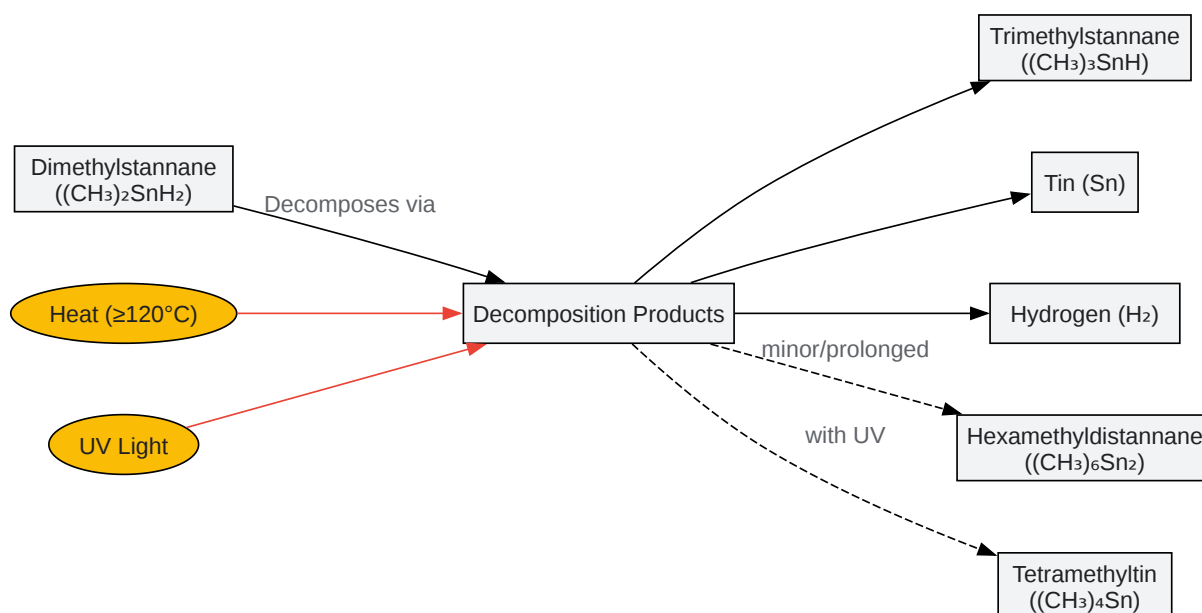 Trimethylstannane
((CH₃)₃SnH)
Dimethylstannane
((CH₃)₂SnH₂)
Decomposes via
Tin (Sn)
Heat (≥120°C)
Decomposition Products
Hydrogen (H₂)
minor/prolonged
UV Light
with UV
Hexamethyldistannane
((CH₃)₆Sn₂)
Tetramethyltin
((CH₃)₄Sn)